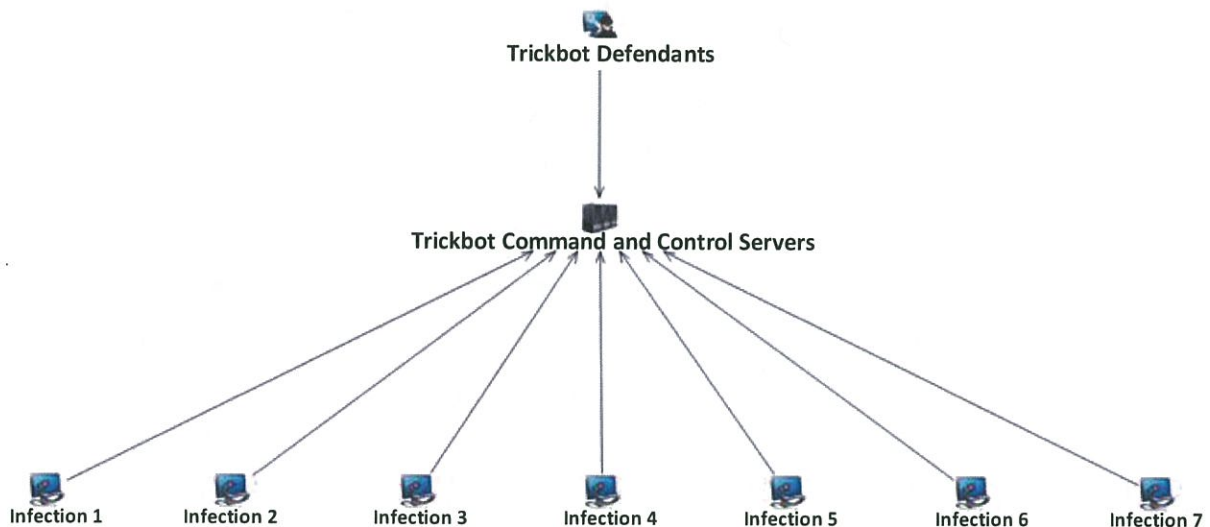 Trickbot Defendants
Trickbot Command and Control Servers
Infection 1
Infection 2
Infection 3
Infection 4
Infection 5
Infection 6
Infection 7